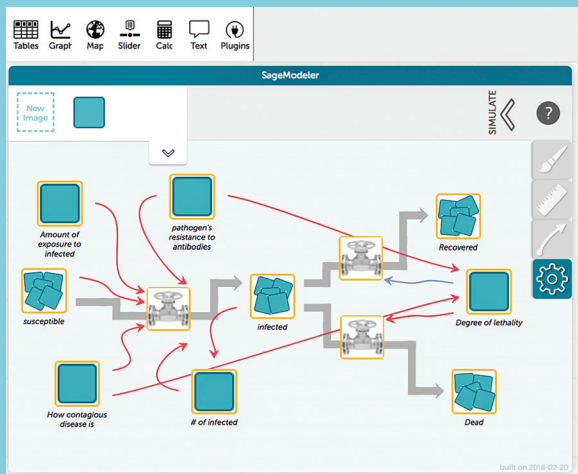 Tables Graph Map Slider Calc Text Plugins
SageModeler
New
Image
SIMULATE
?
Amount of
exposure to
infected
pathogen's
resistance to
antibodies
Recovered
susceptible
infected
Degree of lethality
How contagious
disease is
# of infected
Dead
built on 2018-07-20